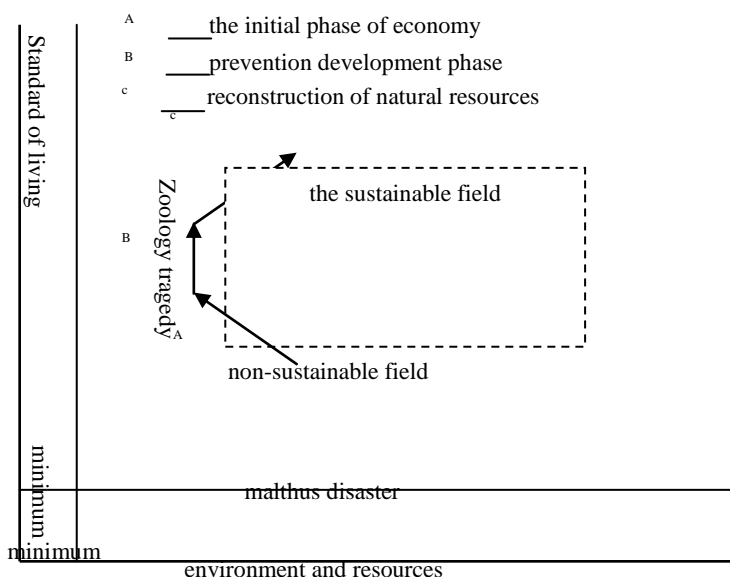 A the initial phase of economy
B prevention development phase
c reconstruction of natural resources
c
Standard of living
the sustainable field
Zoology tragedy
B
A
non-sustainable field
minimum
malthus disaster
minimum
environment and resources